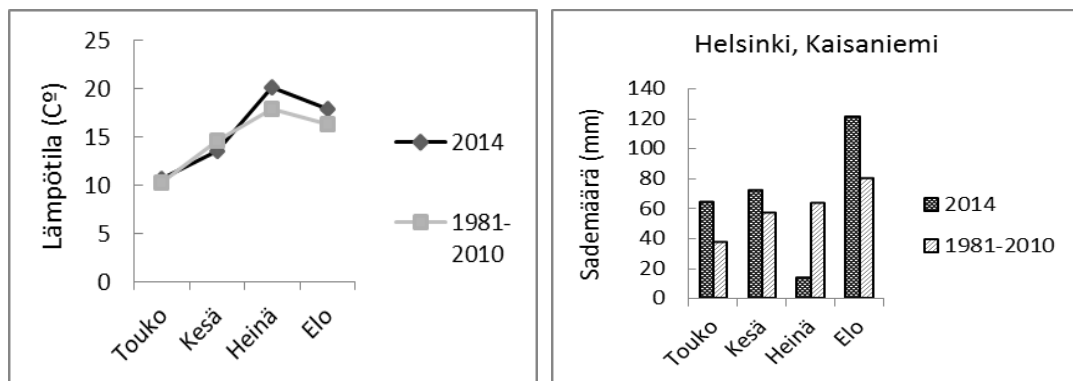 25
20
15
10
5
0
Lämpötila (Cº)
Touko
Kesä
Heinä
Elo
2014
1981-
2010
Helsinki, Kaisaniemi
140
120
100
80
60
40
20
0
Sademäärä (mm)
Touko
Kesä
Heinä
Elo
2014
1981-2010